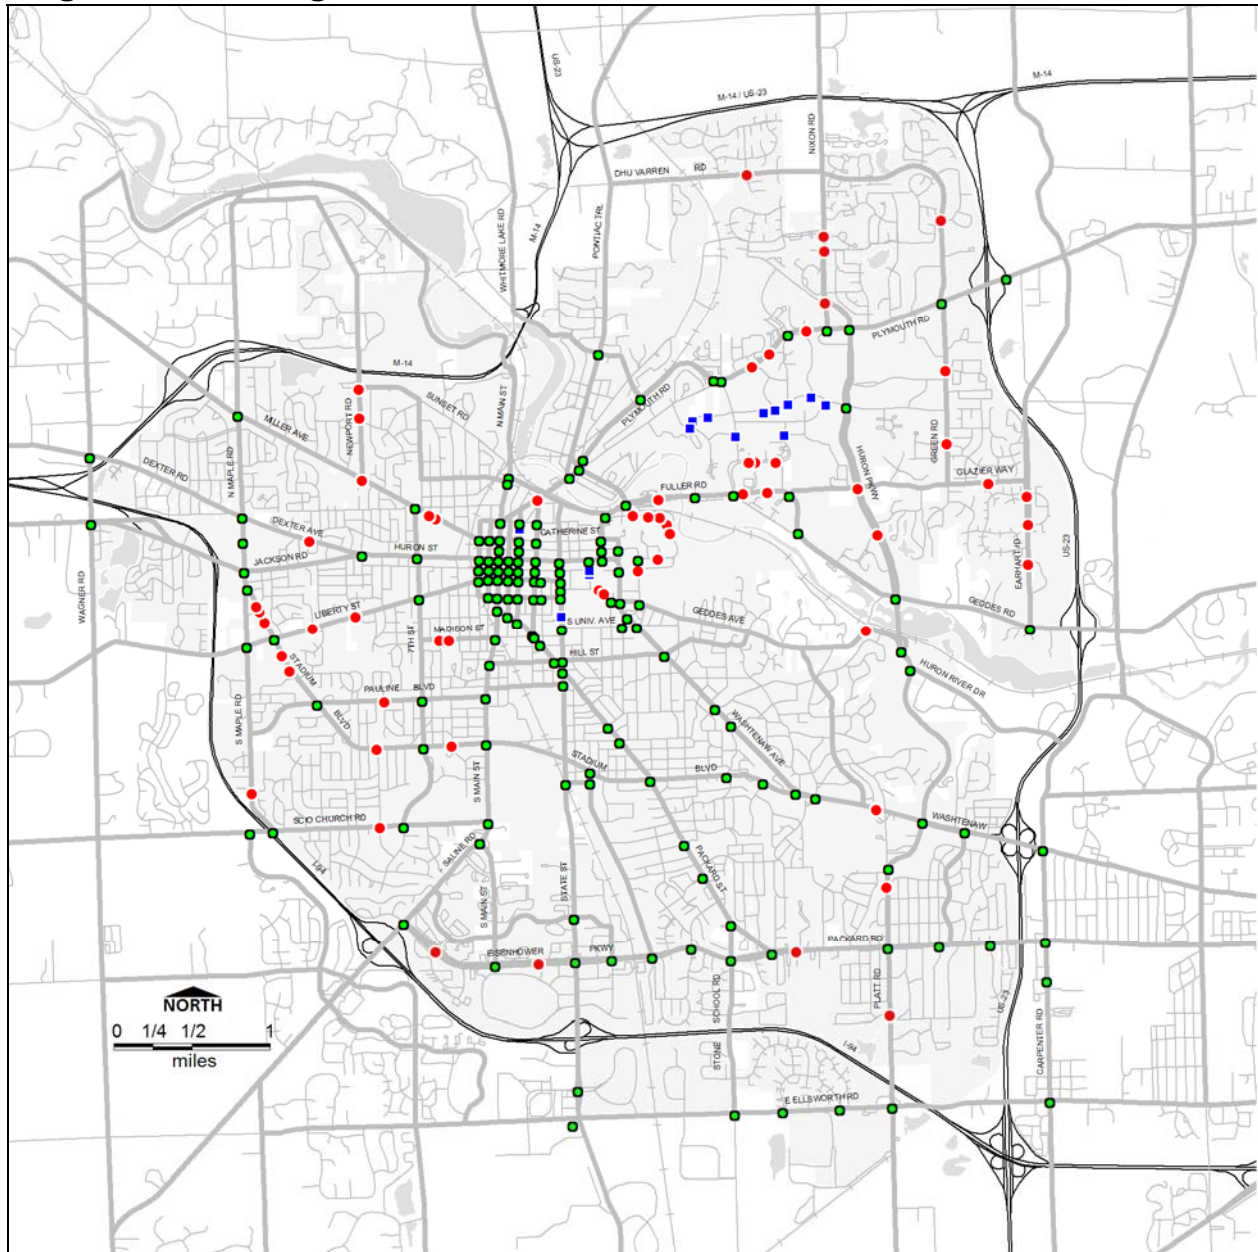 US-23
M-14
M-14 / US-23
NIXON RD
DHU VARREN RD
WHITMORE LAKE RD
PONTIAC TRL
M-14
PLYMOUTH RD
M-14
SUNSET RD
N MAIN ST
NEWPORT RD
MILLER AVE
PLYMOUTH RD
GREEN RD
HURON PKWY
N MAPLE RD
DEXTER RD
GLAZIER WAY
FULLER RD
DEXTER AVE
CATHERINE ST
HURON ST
JACKSON RD
US-23
EARHART RD
WAGNER RD
LIBERTY ST
GEDDES RD
GEDDES AVE
S UNIV. AVE
MADISON ST
7TH ST
HILL ST
STADIUM
BLVD
HURON RIVER DR
PAULINE BLVD
S MAPLE RD
WASHTENAW AVE
STADIUM
BLVD
S MAIN ST
SCIO CHURCH RD
WASHTENAW
SALINE RD
I-94
STATE ST
PACKARD ST
S MAIN ST
PACKARD RD
EISENHOWER PKWY
PLATT RD
SCHOOL RD
STONE
US-23
CARPENTER RD
NORTH
0 1/4 1/2 1
miles
I-94
E ELLSWORTH RD